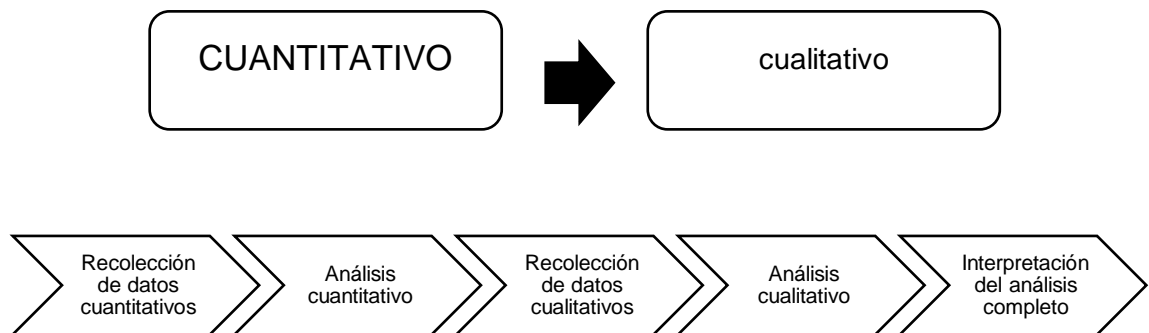 CUANTITATIVO
cualitativo
Recolección
de datos
cuantitativos
Análisis
cuantitativo
Recolección
de datos
cualitativos
Análisis
cualitativo
Interpretación
del análisis
completo